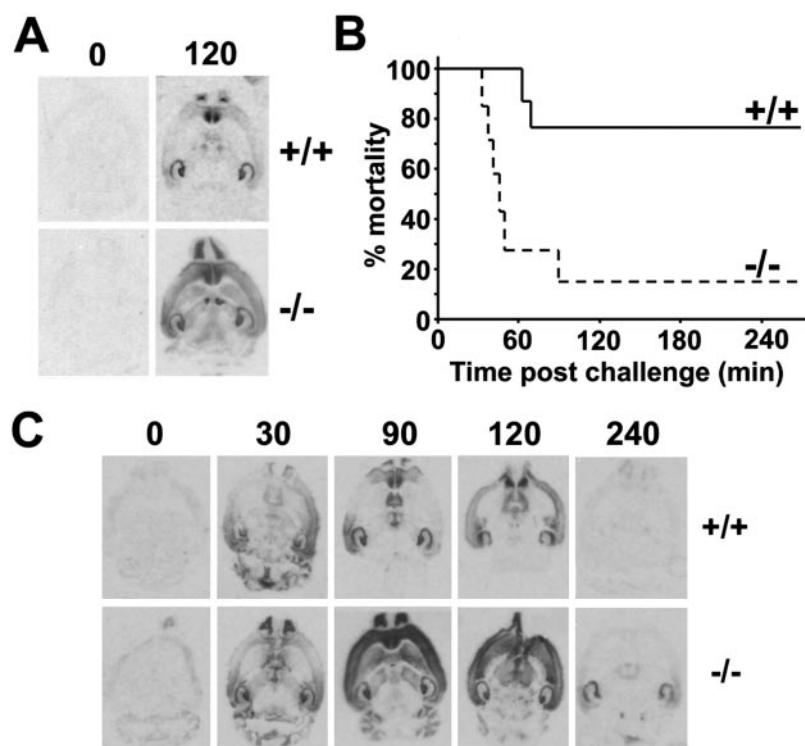 A
0 120
+/+
-/-
B
% mortality
100
80
60
40
20
0
+/+
-/-
0 60 120 180 240
Time post challenge (min)
C
0 30 90 120 240
+/+
-/-